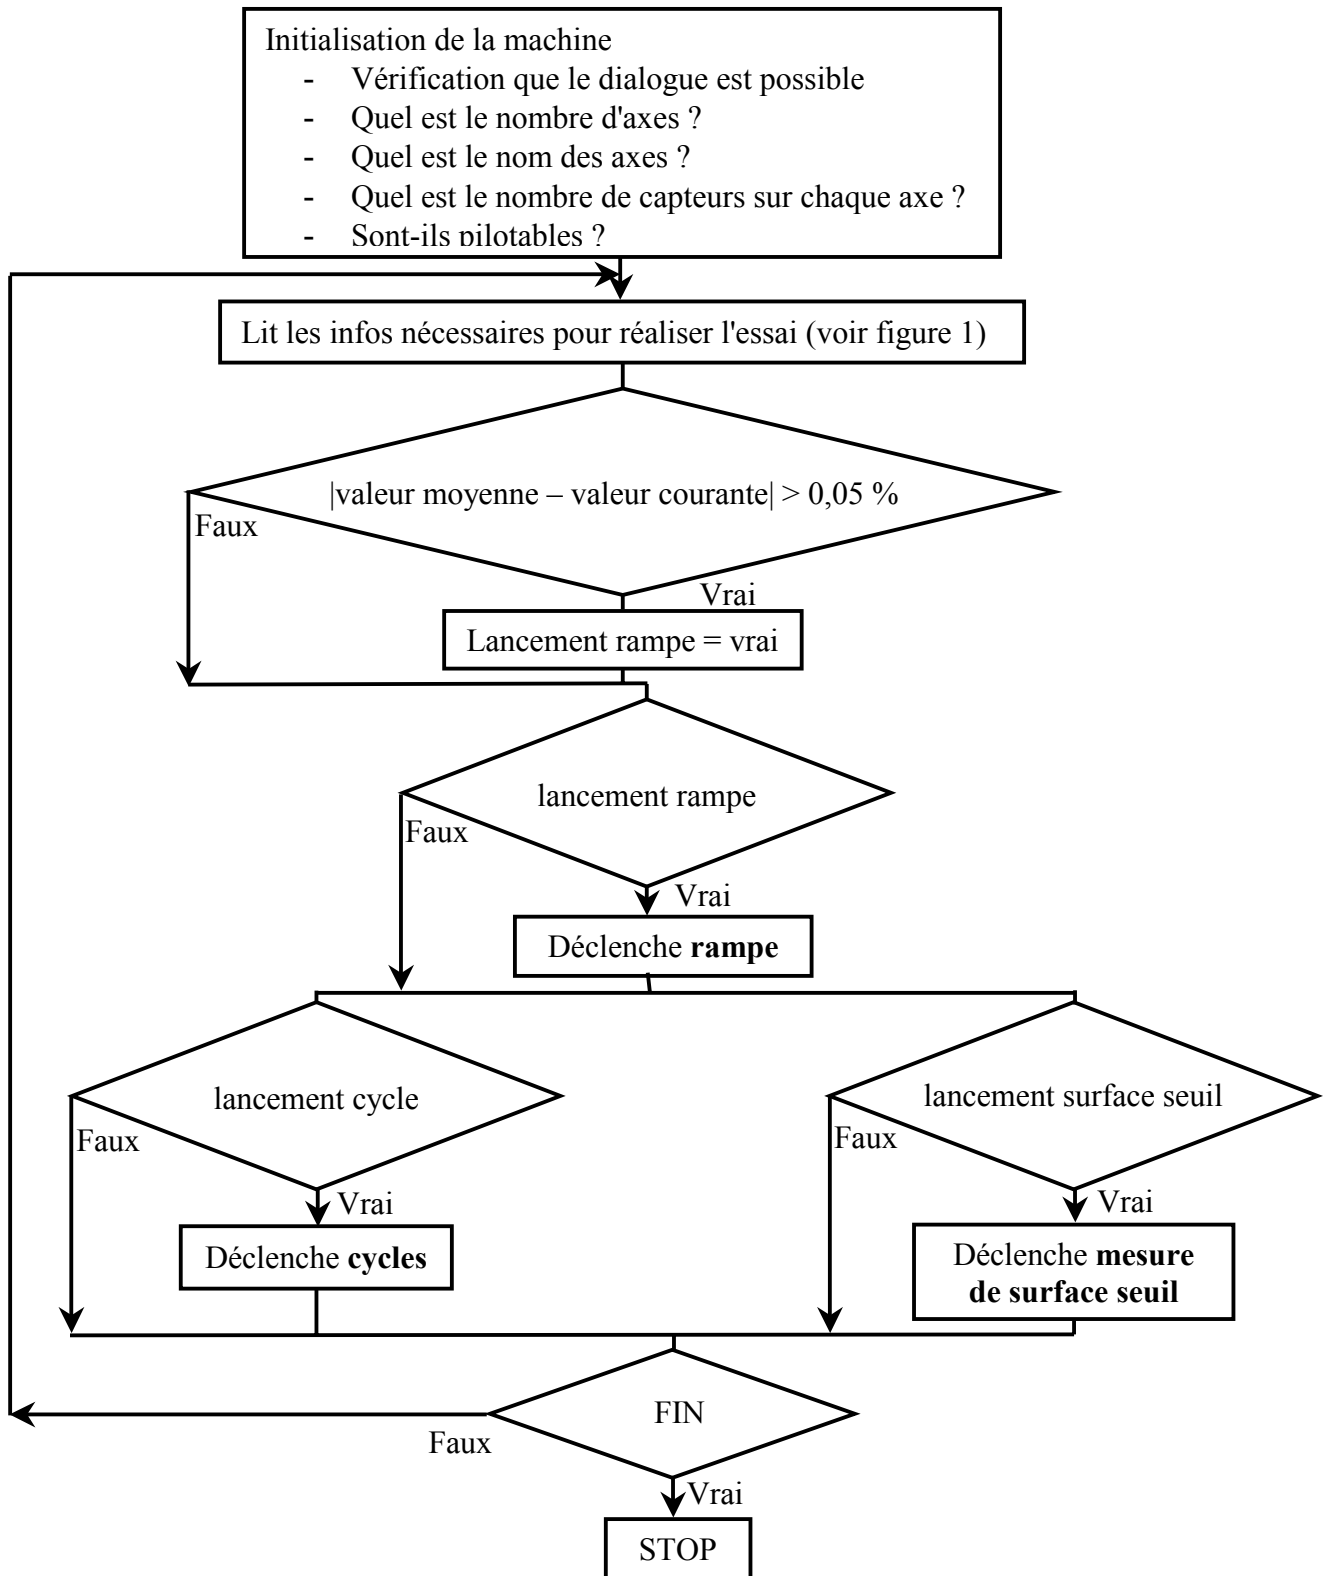 Initialisation de la machine
- Vérification que le dialogue est possible
- Quel est le nombre d'axes ?
- Quel est le nom des axes ?
- Quel est le nombre de capteurs sur chaque axe ?
- Sont-ils pilotables ?
Lit les infos nécessaires pour réaliser l'essai (voir figure 1)
|valeur moyenne – valeur courante| > 0,05 %
Faux
Vrai
Lancement rampe = vrai
lancement rampe
Faux
Vrai
Déclenche rampe
lancement cycle
Faux
Vrai
Déclenche cycles
lancement surface seuil
Faux
Vrai
Déclenche mesure
de surface seuil
FIN
Faux
Vrai
STOP